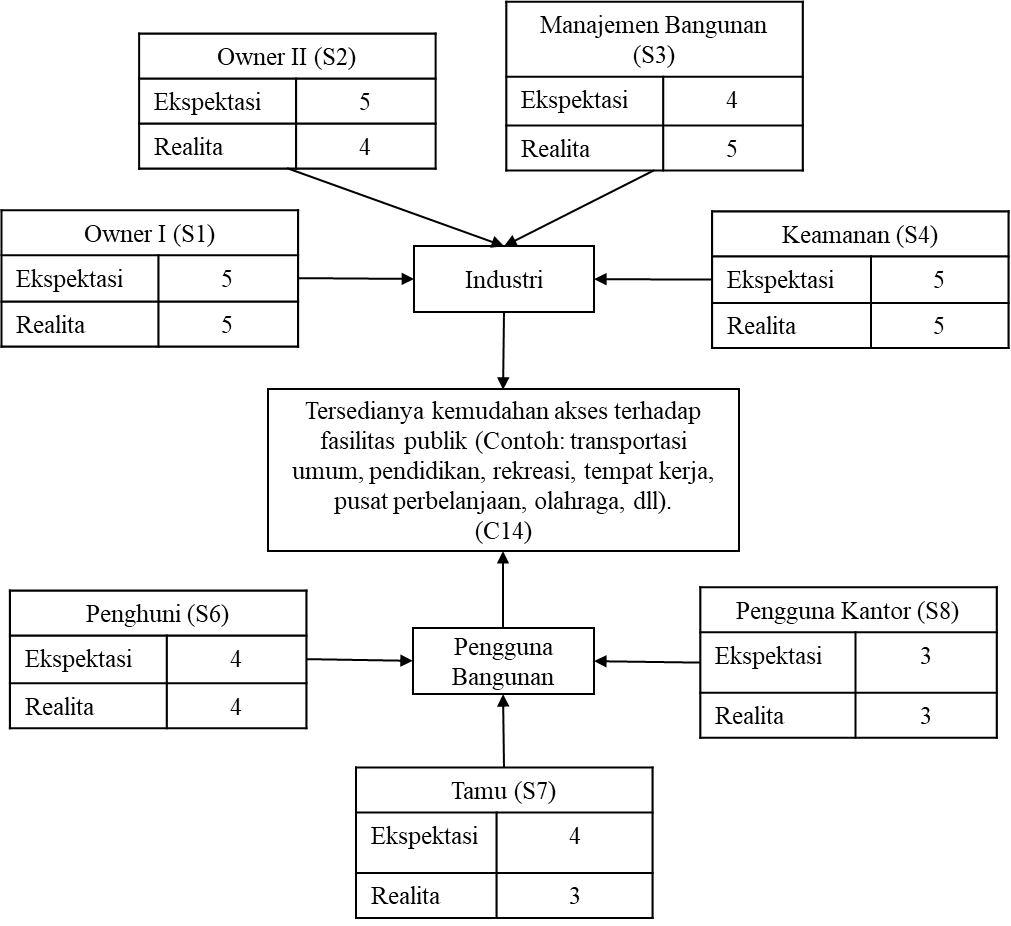 Owner II (S2)
Ekspektasi 5
Realita 4
Manajemen Bangunan
(S3)
Ekspektasi 4
Realita 5
Owner I (S1)
Ekspektasi 5
Realita 5
Industri
Keamanan (S4)
Ekspektasi 5
Realita 5
Tersedianya kemudahan akses terhadap
fasilitas publik (Contoh: transportasi
umum, pendidikan, rekreasi, tempat kerja,
pusat perbelanjaan, olahraga, dll).
(C14)
Penghuni (S6)
Ekspektasi 4
Realita 4
Pengguna
Bangunan
Pengguna Kantor (S8)
Ekspektasi 3
Realita 3
Tamu (S7)
Ekspektasi 4
Realita 3